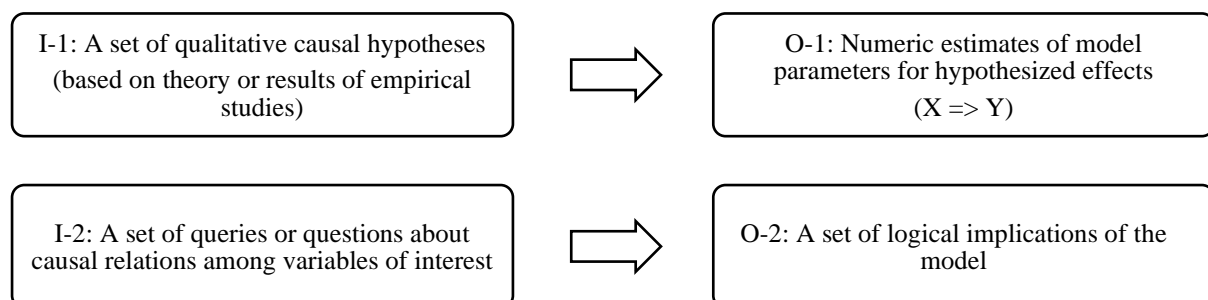 I-1: A set of qualitative causal hypotheses
(based on theory or results of empirical
studies)
O-1: Numeric estimates of model
parameters for hypothesized effects
(X => Y)
I-2: A set of queries or questions about
causal relations among variables of interest
O-2: A set of logical implications of the
model